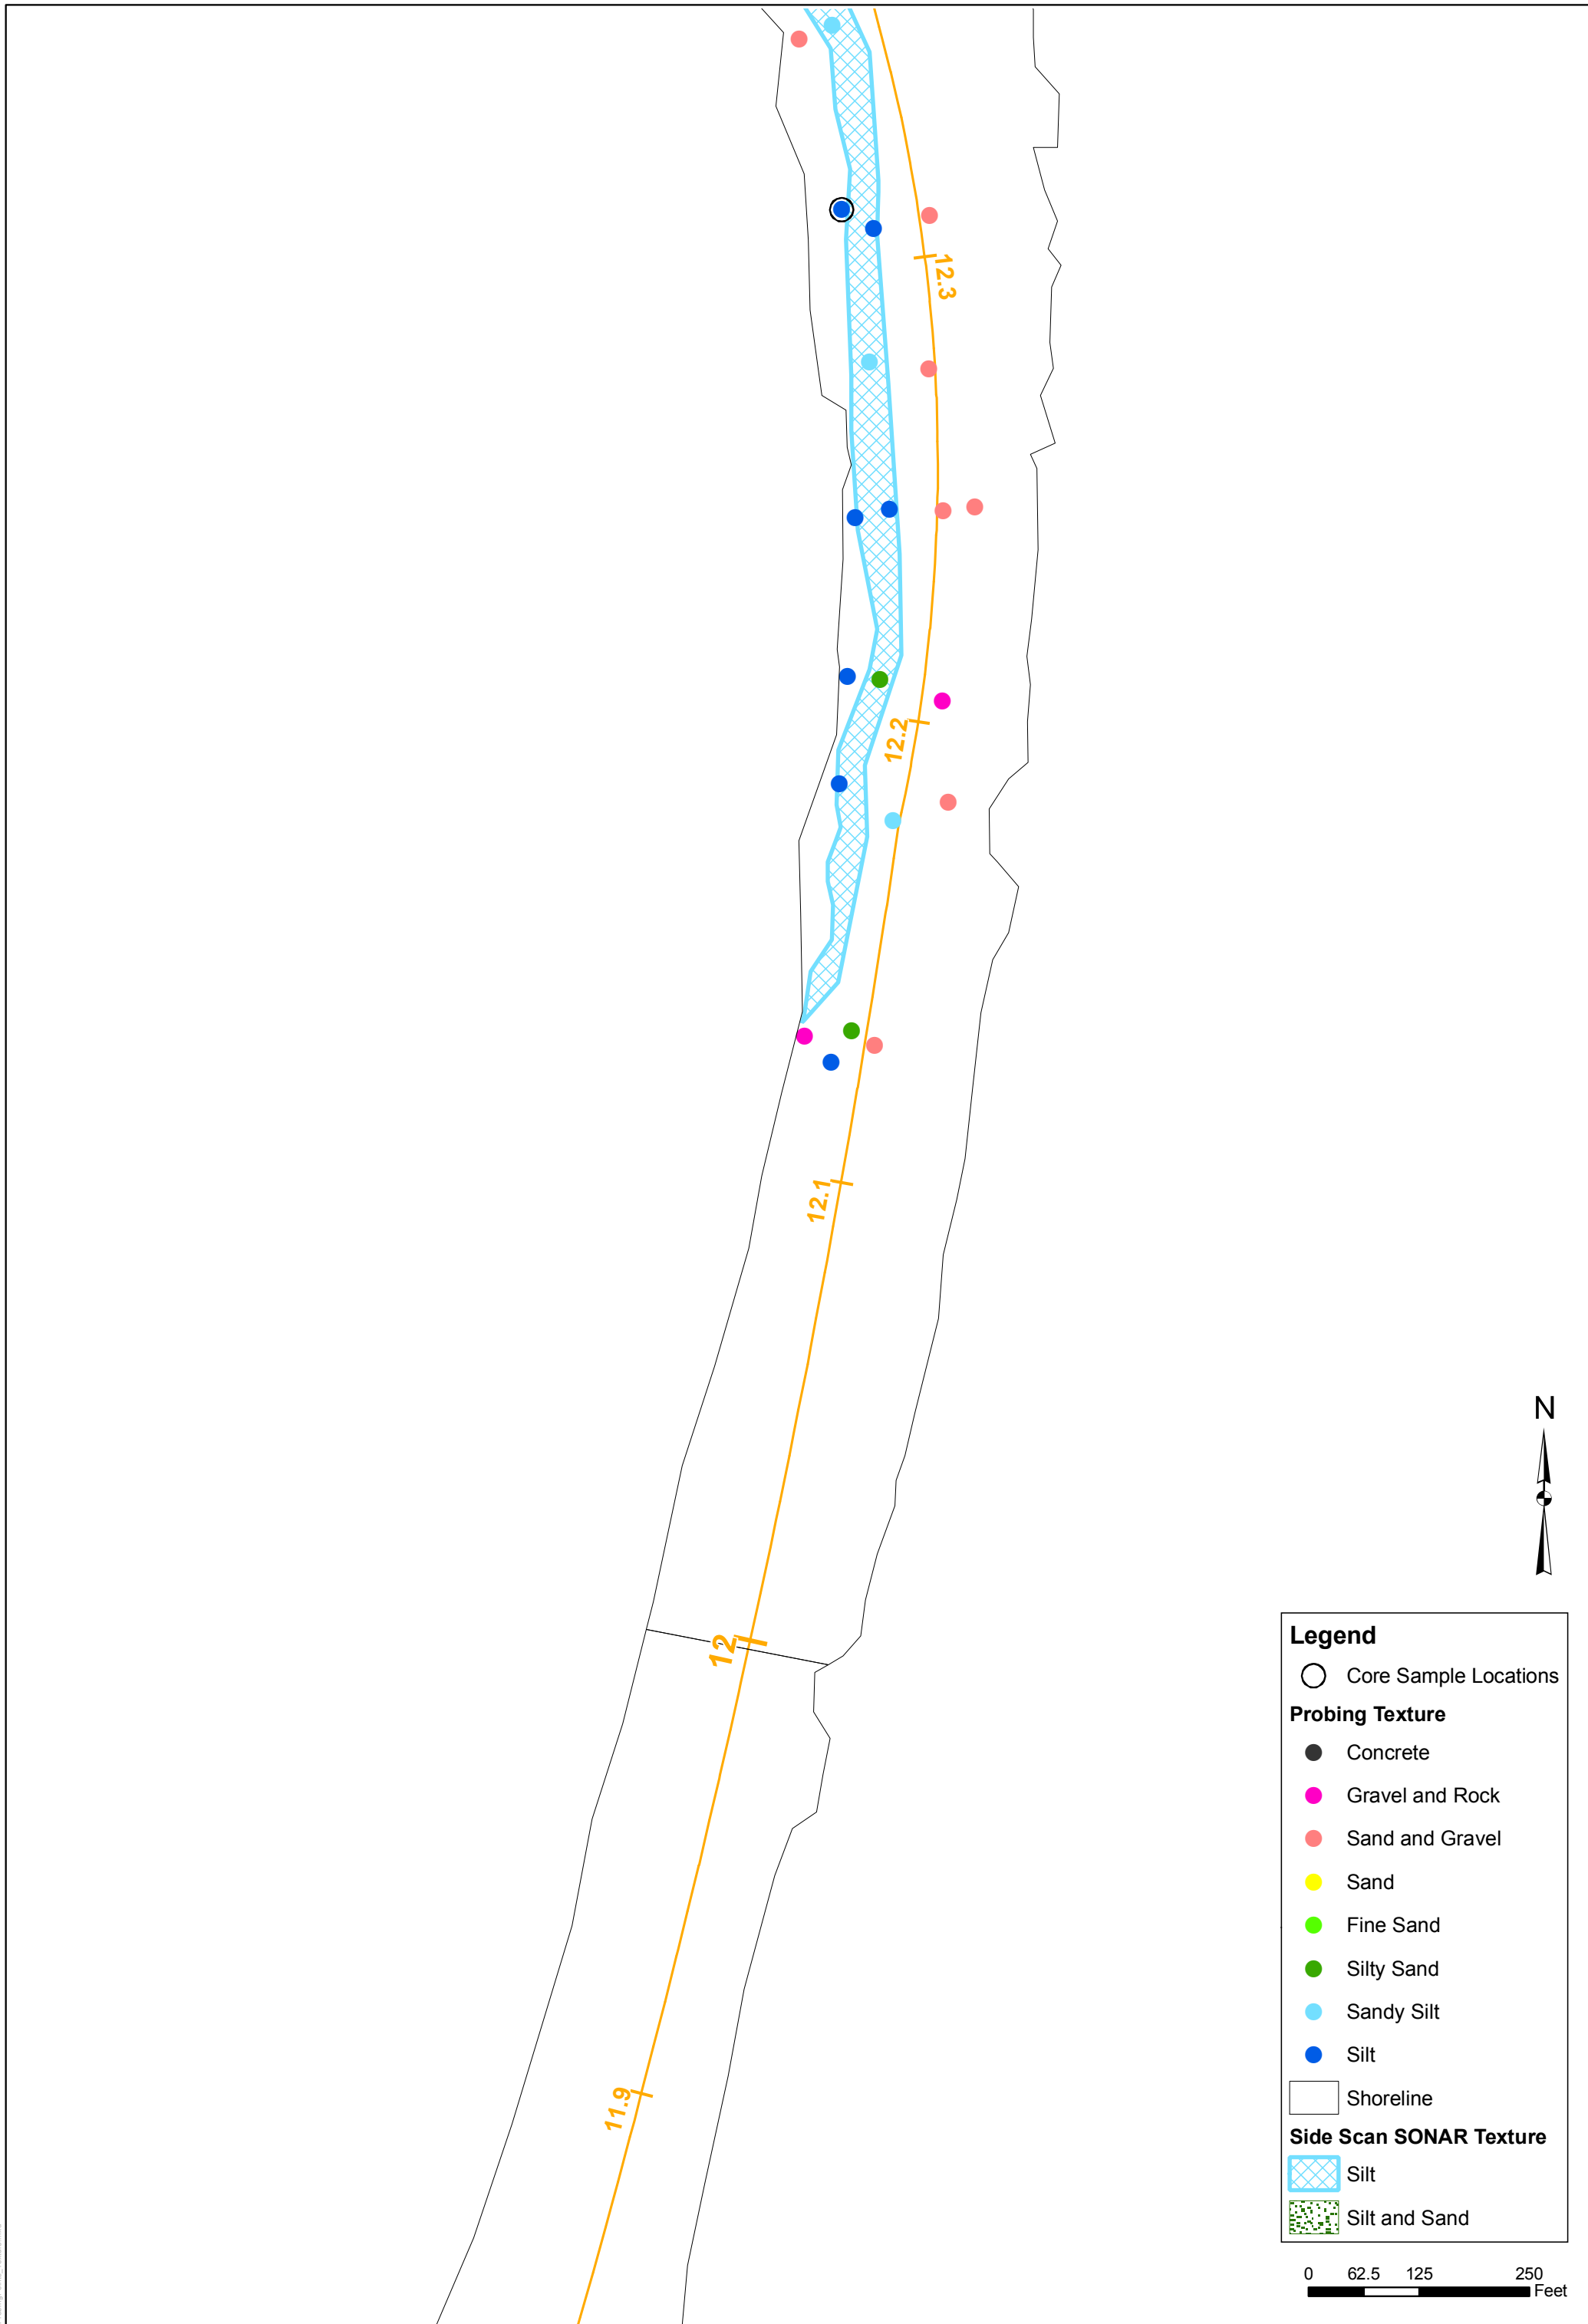 12.3
12.2
12.1
12
11.9
N
Legend
Core Sample Locations
Probing Texture
Concrete
Gravel and Rock
Sand and Gravel
Sand
Fine Sand
Silty Sand
Sandy Silt
Silt
Shoreline
Side Scan SONAR Texture
Silt
Silt and Sand
0 62.5 125 250
Feet